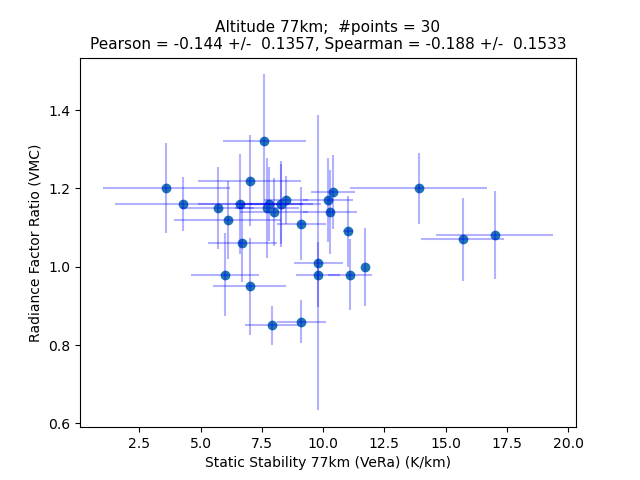 Altitude 77km;  #points = 30
Pearson = -0.144 +/-  0.1357, Spearman = -0.188 +/-  0.1533
1.4
1.2
1.0
0.8
0.6
Radiance Factor Ratio (VMC)
2.5 5.0 7.5 10.0 12.5 15.0 17.5 20.0
Static Stability 77km (VeRa) (K/km)